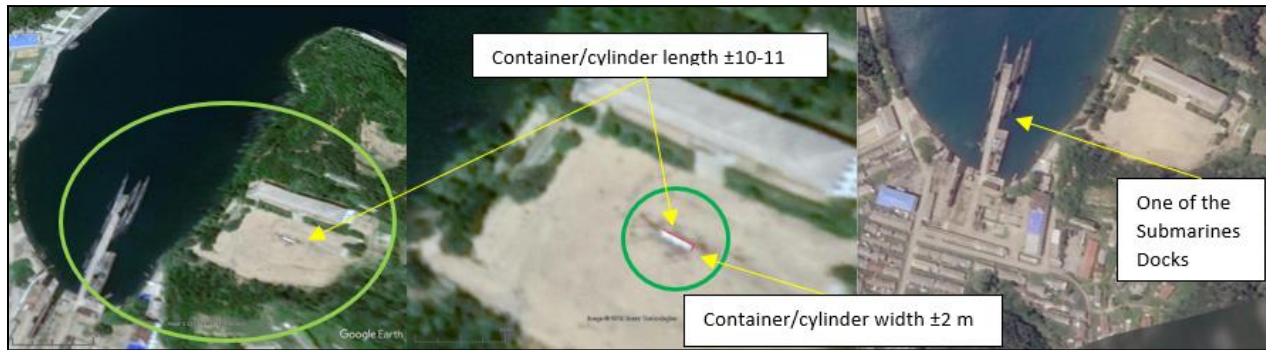 Container/cylinder length ±10-11
Google Earth
Container/cylinder width ±2 m
One of the
Submarines
Docks